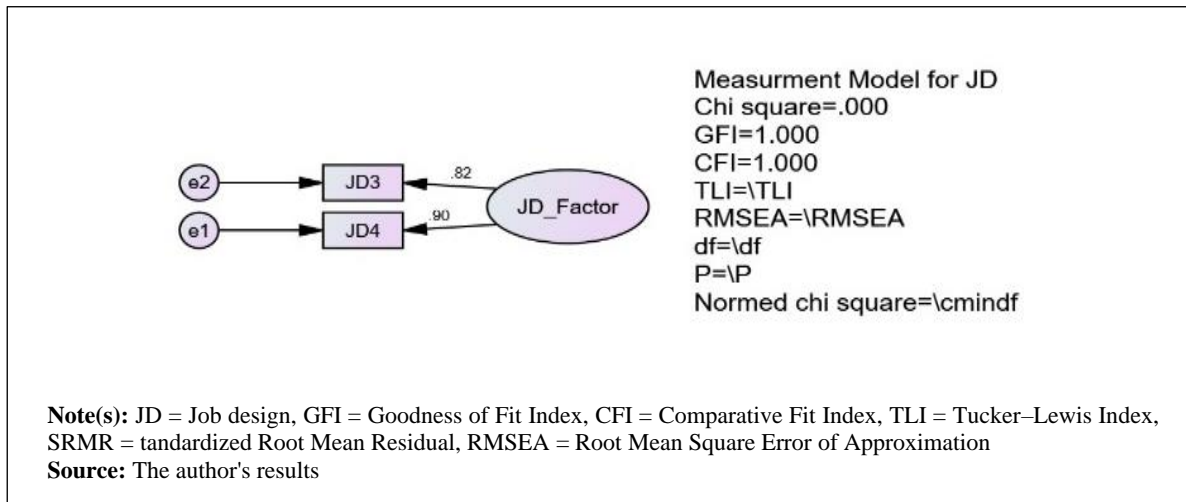 Measurment Model for JD
Chi square=.000
GFI=1.000
CFI=1.000
TLI=\TLI
RMSEA=\RMSEA
df=\df
P=\P
Normed chi square=\cmindf
e2
JD3
.82
JD_Factor
e1
JD4
.90
Note(s): JD = Job design, GFI = Goodness of Fit Index, CFI = Comparative Fit Index, TLI = Tucker–Lewis Index,
SRMR = tandardized Root Mean Residual, RMSEA = Root Mean Square Error of Approximation
Source: The author's results